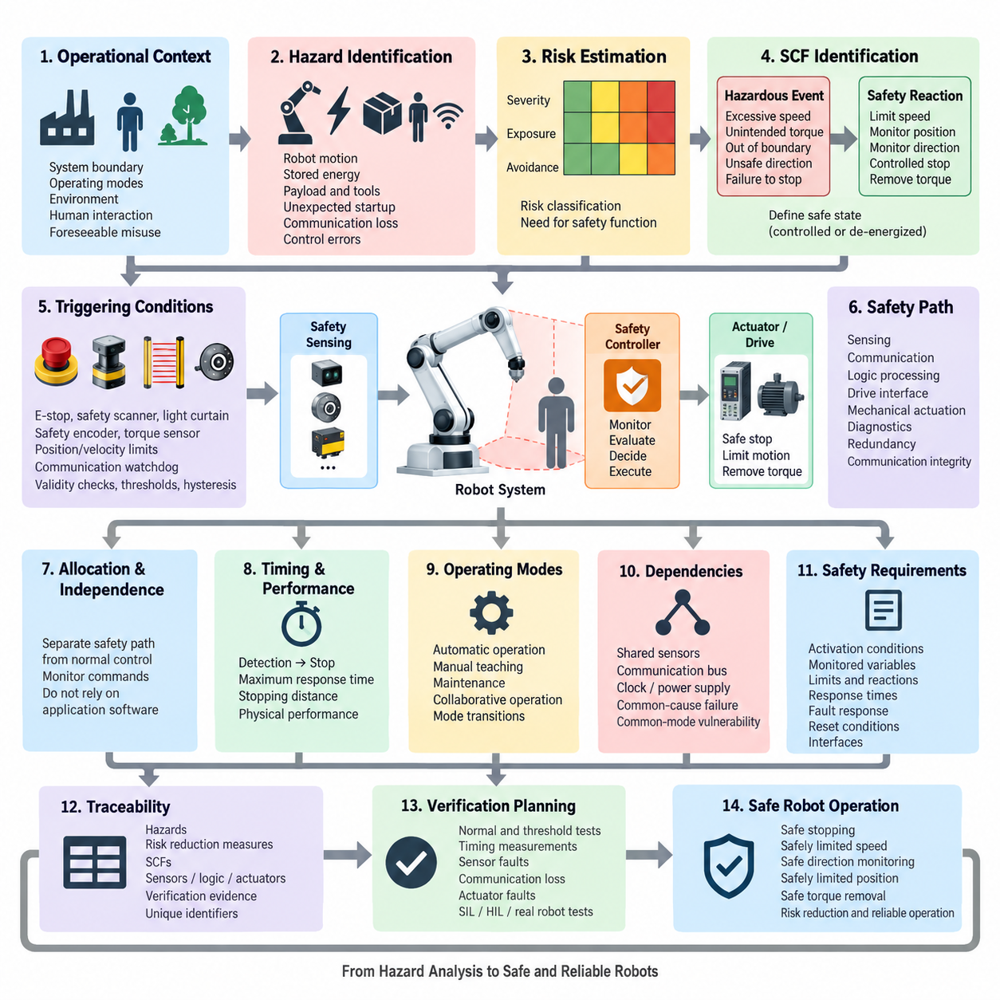 1. Operational Context
System boundary
Operating modes
Environment
Human interaction
Foreseeable misuse
2. Hazard Identification
Robot motion
Stored energy
Payload and tools
Unexpected startup
Communication loss
Control errors
3. Risk Estimation
Severity
Exposure
Avoidance
Risk classification
Need for safety function
4. SCF Identification
Hazardous Event
Excessive speed
Unintended torque
Out of boundary
Unsafe direction
Failure to stop
Safety Reaction
Limit speed
Monitor position
Monitor direction
Controlled stop
Remove torque
Define safe state
(controlled or de-energized)
5. Triggering Conditions
E-stop, safety scanner, light curtain
Safety encoder, torque sensor
Position/velocity limits
Communication watchdog
Validity checks, thresholds, hysteresis
Safety
Sensing
...
Robot System
Safety
Controller
Monitor
Evaluate
Decide
Execute
Actuator /
Drive
Safe stop
Limit motion
Remove torque
6. Safety Path
Sensing
Communication
Logic processing
Drive interface
Mechanical actuation
Diagnostics
Redundancy
Communication integrity
7. Allocation &
Independence
Separate safety path
from normal control
Monitor commands
Do not rely on
application software
8. Timing &
Performance
Detection → Stop
Maximum response time
Stopping distance
Physical performance
9. Operating Modes
Automatic operation
Manual teaching
Maintenance
Collaborative operation
Mode transitions
10. Dependencies
Shared sensors
Communication bus
Clock / power supply
Common-cause failure
Common-mode vulnerability
11. Safety Requirements
Activation conditions
Monitored variables
Limits and reactions
Response times
Fault response
Reset conditions
Interfaces
12. Traceability
Hazards
Risk reduction measures
SCFs
Sensors / logic / actuators
Verification evidence
Unique identifiers
13. Verification Planning
Normal and threshold tests
Timing measurements
Sensor faults
Communication loss
Actuator faults
SIL / HIL / real robot tests
14. Safe Robot Operation
Safe stopping
Safely limited speed
Safe direction monitoring
Safely limited position
Safe torque removal
Risk reduction and reliable operation
From Hazard Analysis to Safe and Reliable Robots